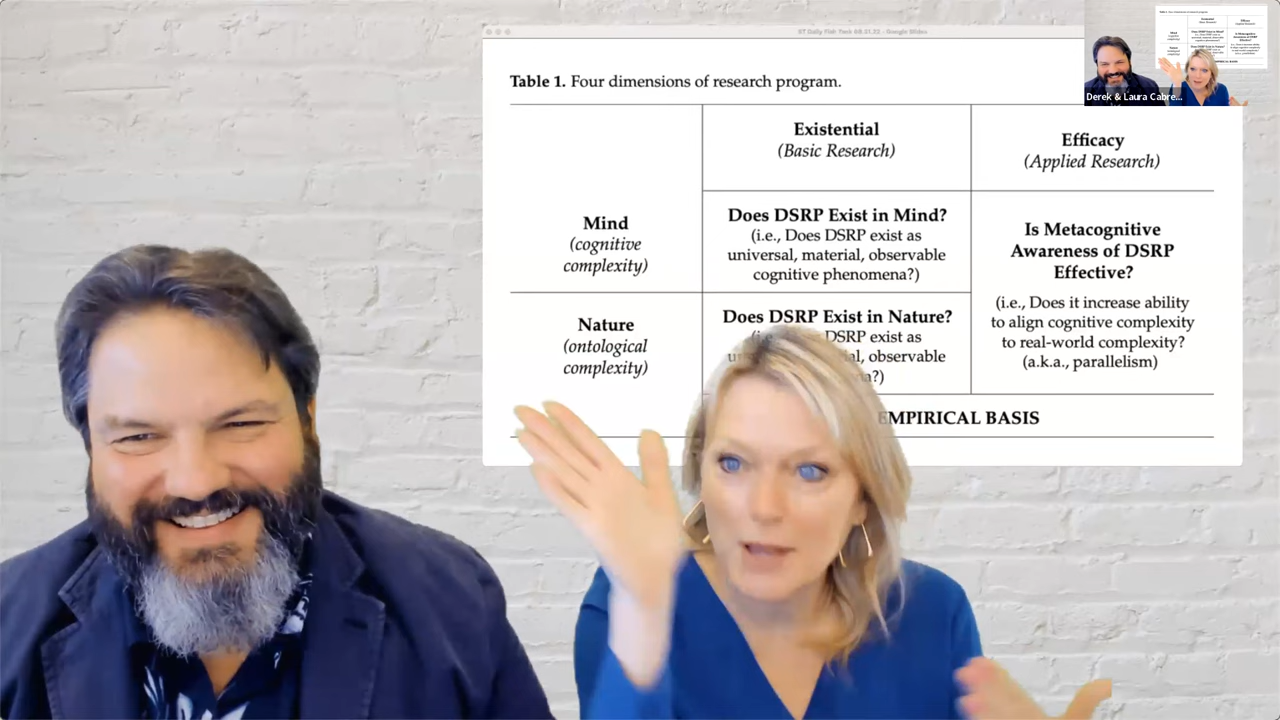 ST Daily Flair Tock 08.31.22 - Google Slides
Table 1. Four dimensions of research program.
Existential
(Basic Research)
Efficacy
(Applied Research)
Mind
(cognitive
complexity)
Does DSRP Exist in Mind?
(i.e., Does DSRP exist as
universal, material, observable
cognitive phenomena?)
Is Metacognitive
Awareness of DSRP
Effective?
(i.e., Does it increase ability
to align cognitive complexity
to real-world complexity?
(a.k.a., parallelism)
Nature
(ontological
complexity)
Does DSRP Exist in Nature?
DSRP exist as
observable
EMPIRICAL BASIS
Derek & Laura Cabre...